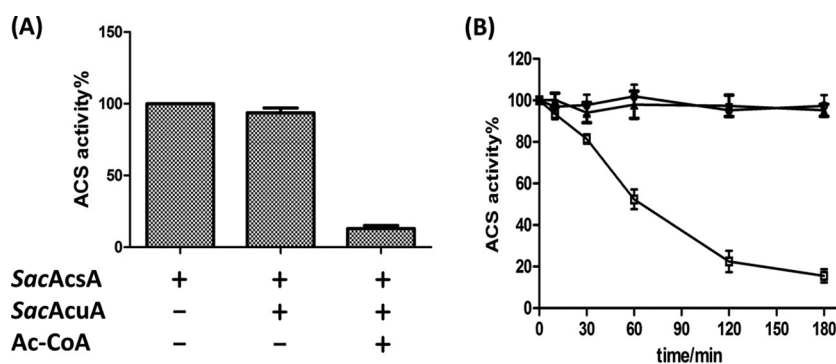 (A)
ACS activity%
150
100
50
0
SacAcsA + + +
SacAcuA – + +
Ac-CoA – – +
(B)
ACS activity%
120
100
80
60
40
20
0
0 30 60 90 120 150 180
time/min